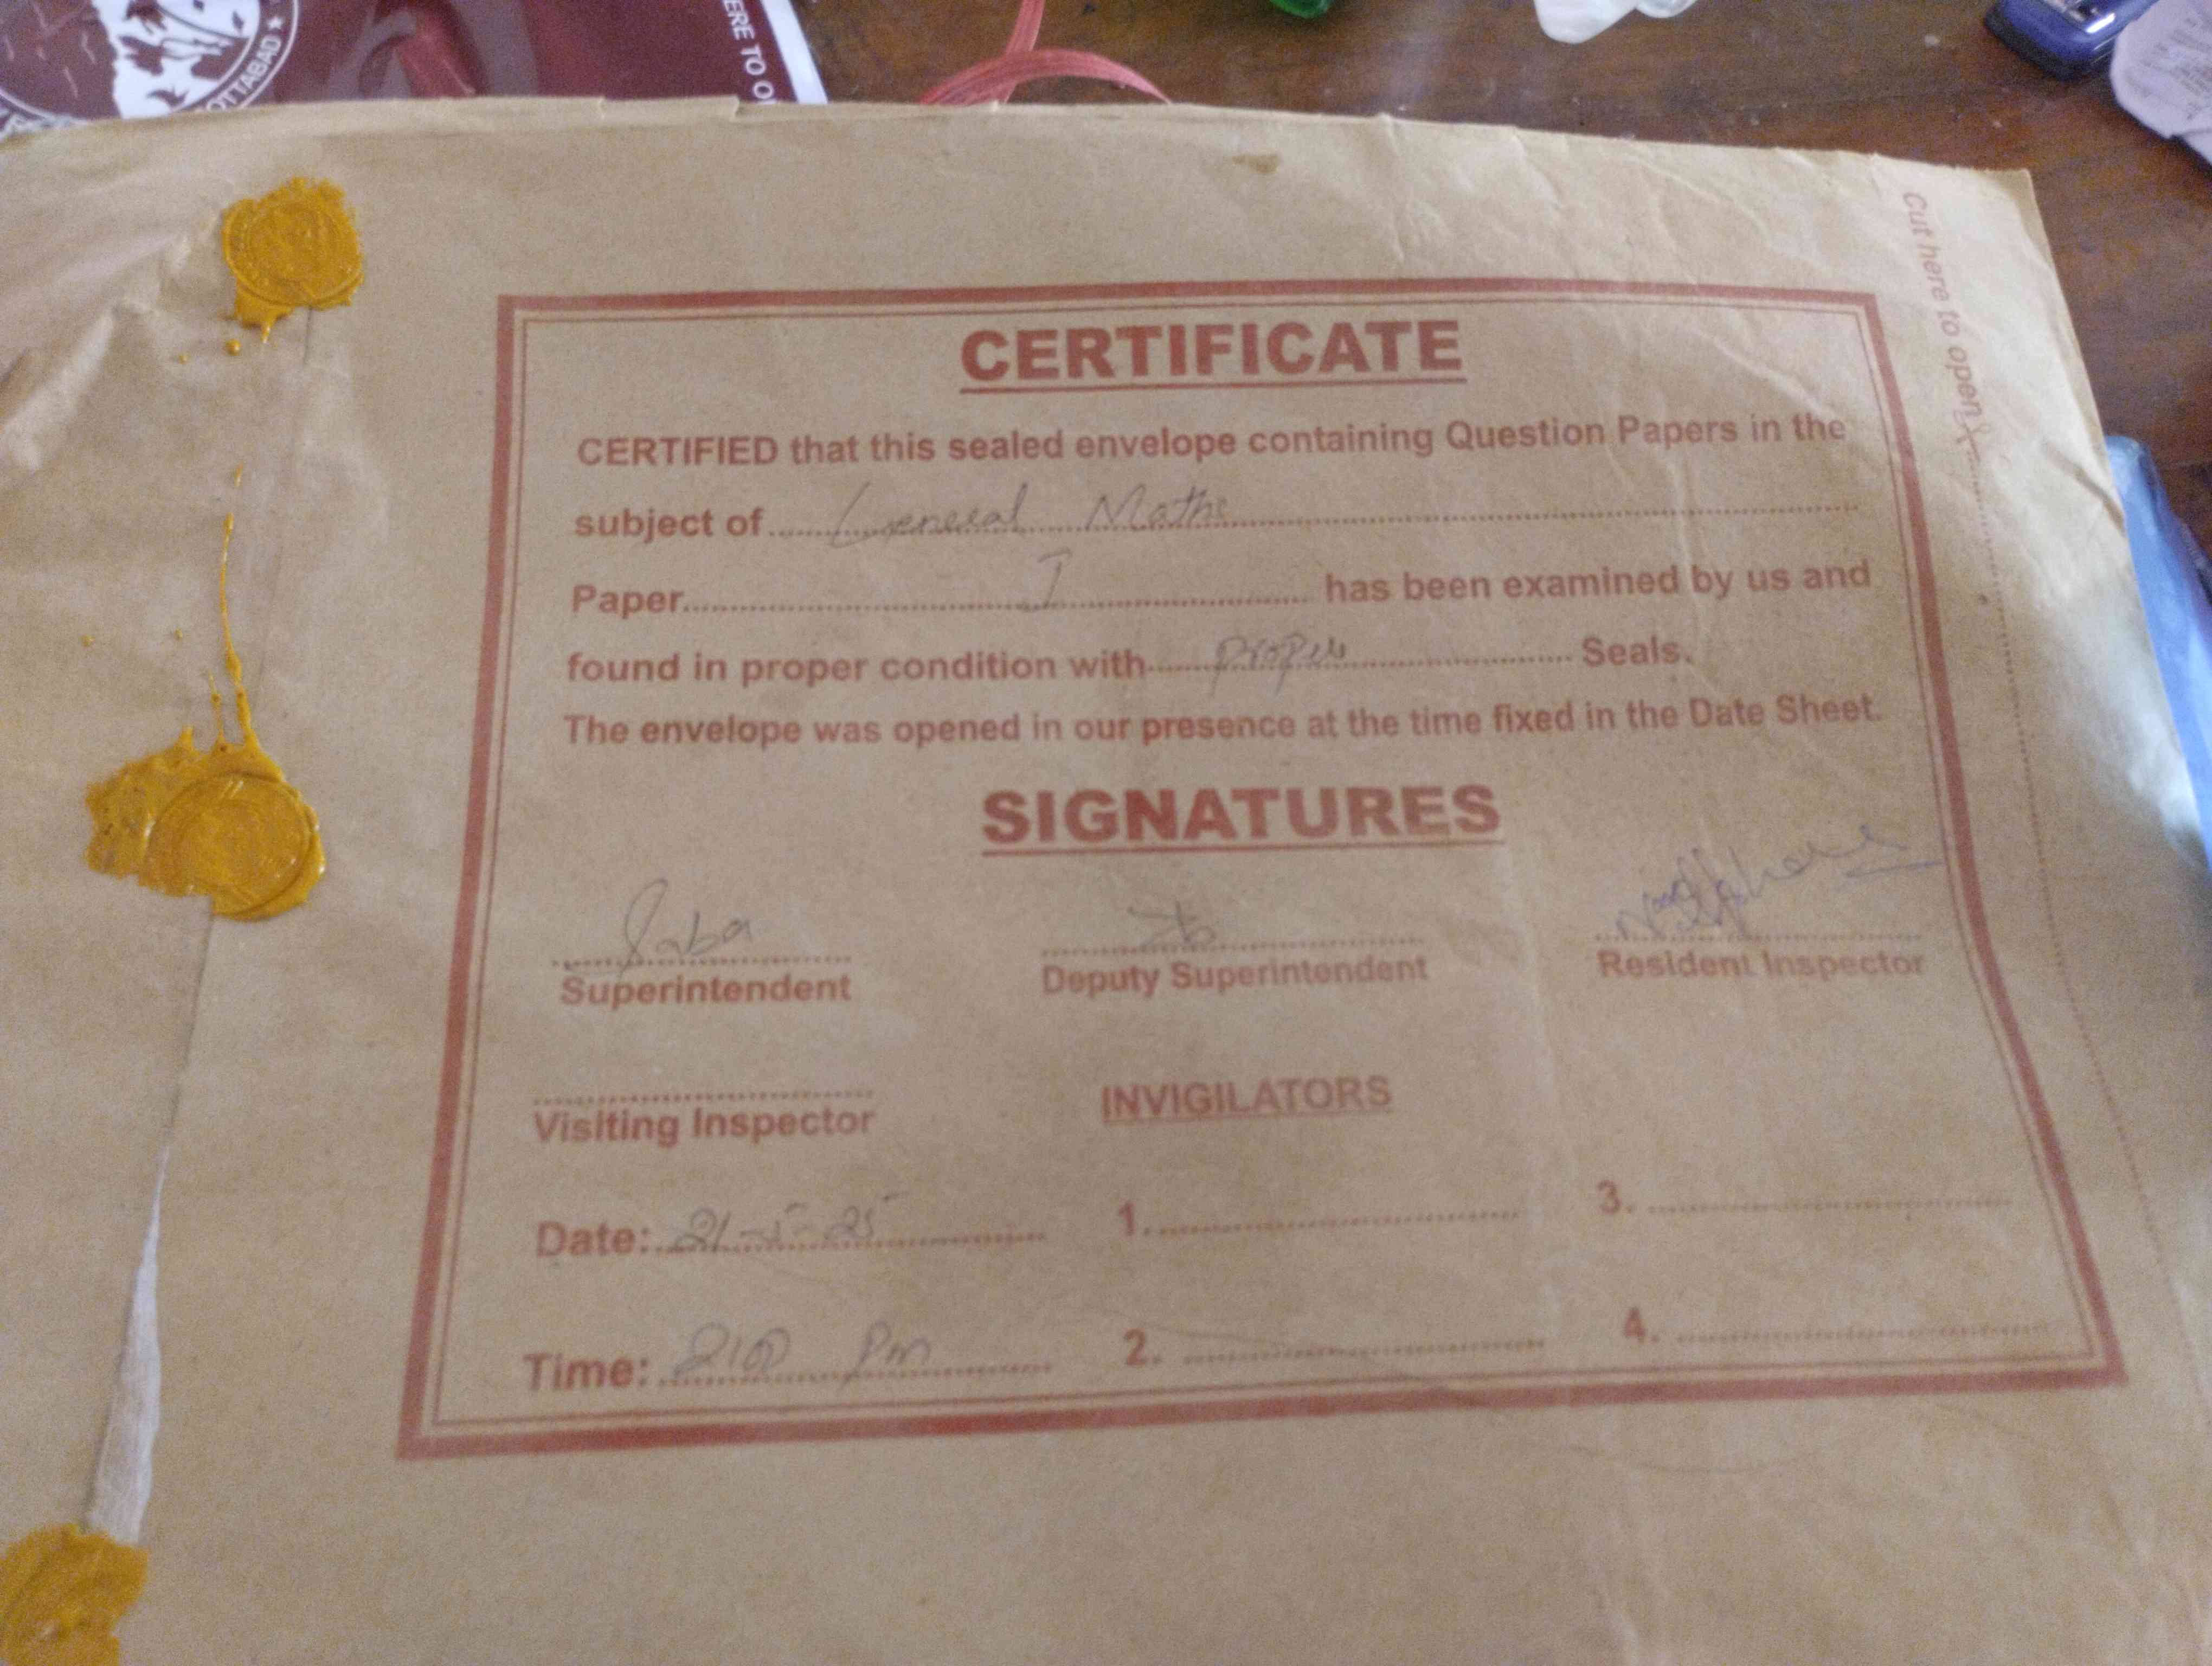 ERE TO O
OTTABAD ★
Cut here to open
CERTIFICATE
CERTIFIED that this sealed envelope containing Question Papers in the
subject of General Maths
Paper I has been examined by us and
found in proper condition with proper Seals.
The envelope was opened in our presence at the time fixed in the Date Sheet.
SIGNATURES
Saba
Superintendent Deputy Superintendent Resident Inspector
Visiting Inspector INVIGILATORS
Date: 21-5-25 1. 3.
Time: 2:00 Pm 2. 4.